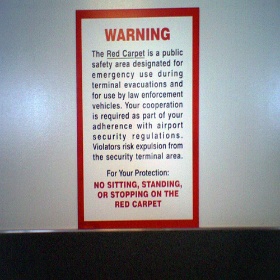 WARNING
The Red Carpet is a public
safety area designated for
emergency use during
terminal evacuations and
for use by law enforcement
vehicles. Your cooperation
is required as part of your
adherence with airport
security regulations.
Violators risk expulsion from
the security terminal area.
For Your Protection:
NO SITTING, STANDING,
OR STOPPING ON THE
RED CARPET